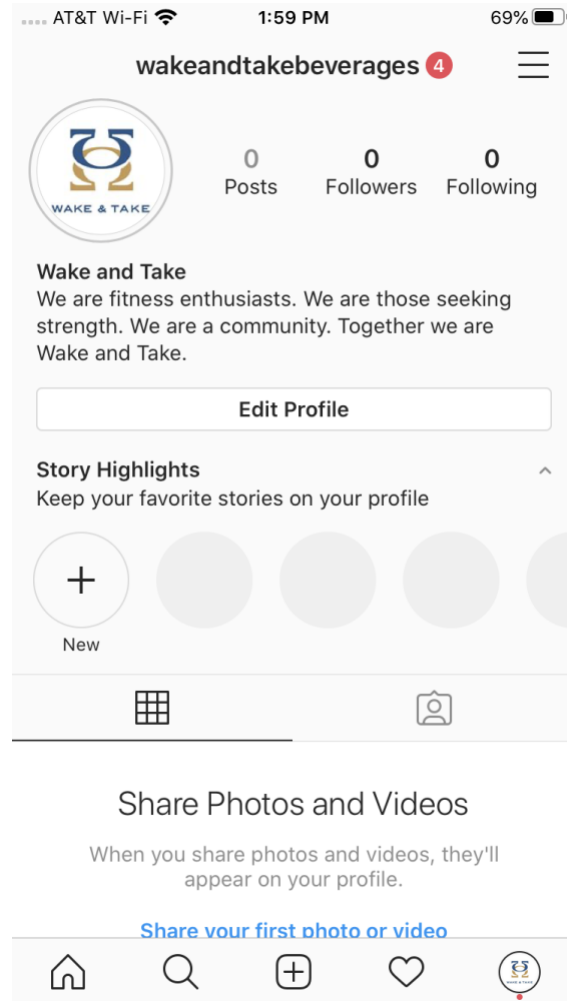 AT&T Wi-Fi 1:59 PM 69%
wakeandtakebeverages 4
WAKE & TAKE
0 0 0
Posts Followers Following
Wake and Take
We are fitness enthusiasts. We are those seeking
strength. We are a community. Together we are
Wake and Take.
Edit Profile
Story Highlights
Keep your favorite stories on your profile
New
Share Photos and Videos
When you share photos and videos, they'll
appear on your profile.
Share your first photo or video
WAKE & TAKE